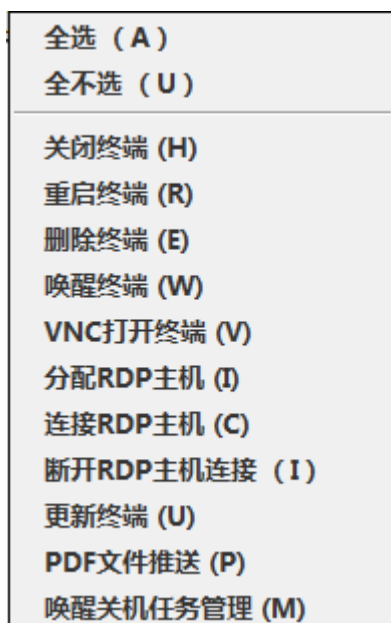 全选 （A）
全不选 （U）
关闭终端 (H)
重启终端 (R)
删除终端 (E)
唤醒终端 (W)
VNC打开终端 (V)
分配RDP主机 (I)
连接RDP主机 (C)
断开RDP主机连接 （I）
更新终端 (U)
PDF文件推送 (P)
唤醒关机任务管理 (M)